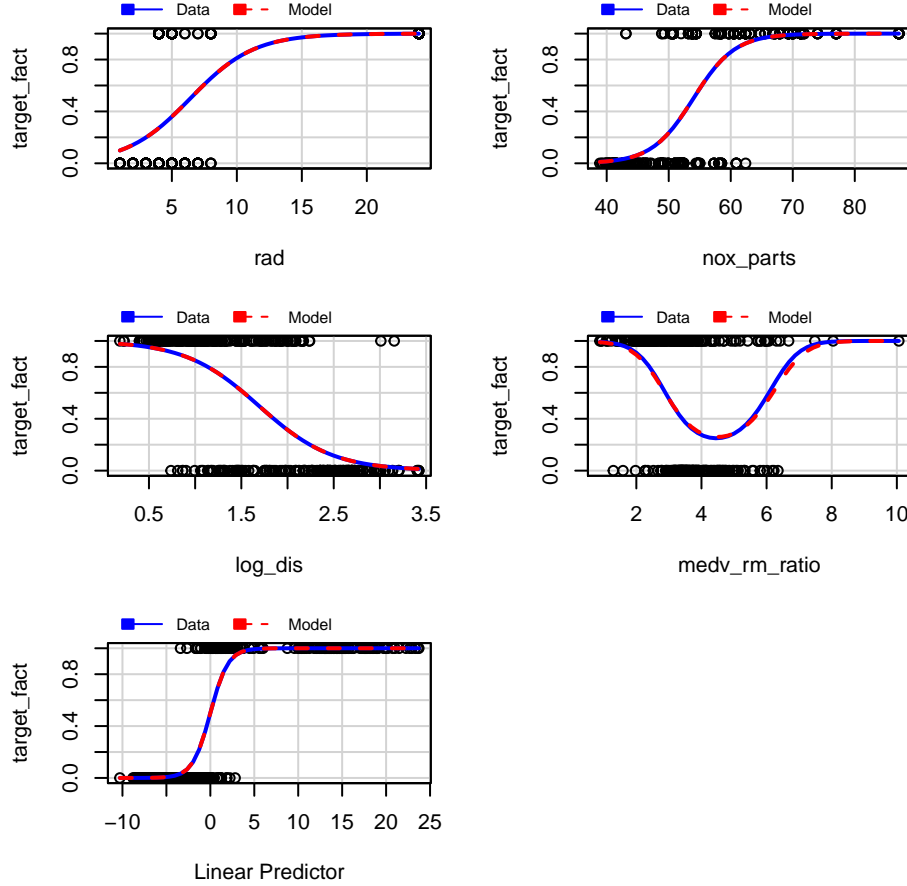 Data Model
target_fact
0.0 0.4 0.8
5 10 15 20
rad
Data Model
target_fact
0.0 0.4 0.8
40 50 60 70 80
nox_parts
Data Model
target_fact
0.0 0.4 0.8
0.5 1.5 2.5 3.5
log_dis
Data Model
target_fact
0.0 0.4 0.8
2 4 6 8 10
medv_rm_ratio
Data Model
target_fact
0.0 0.4 0.8
−10 0 5 10 15 20 25
Linear Predictor